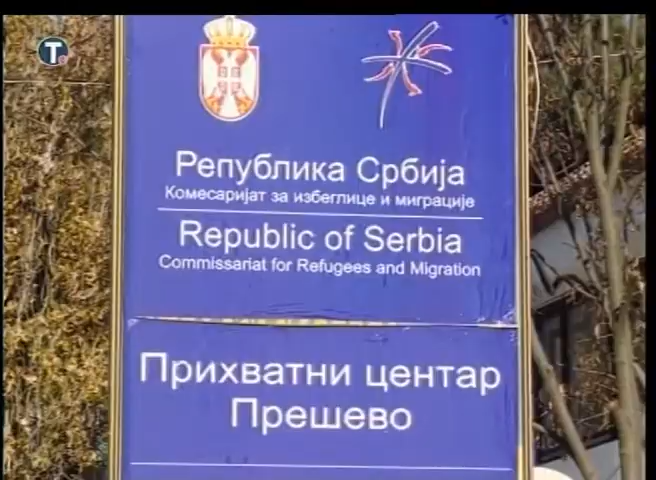 Република Србија
Комесаријат за избеглице и миграције
Republic of Serbia
Commissariat for Refugees and Migration
Прихватни центар
Прешево